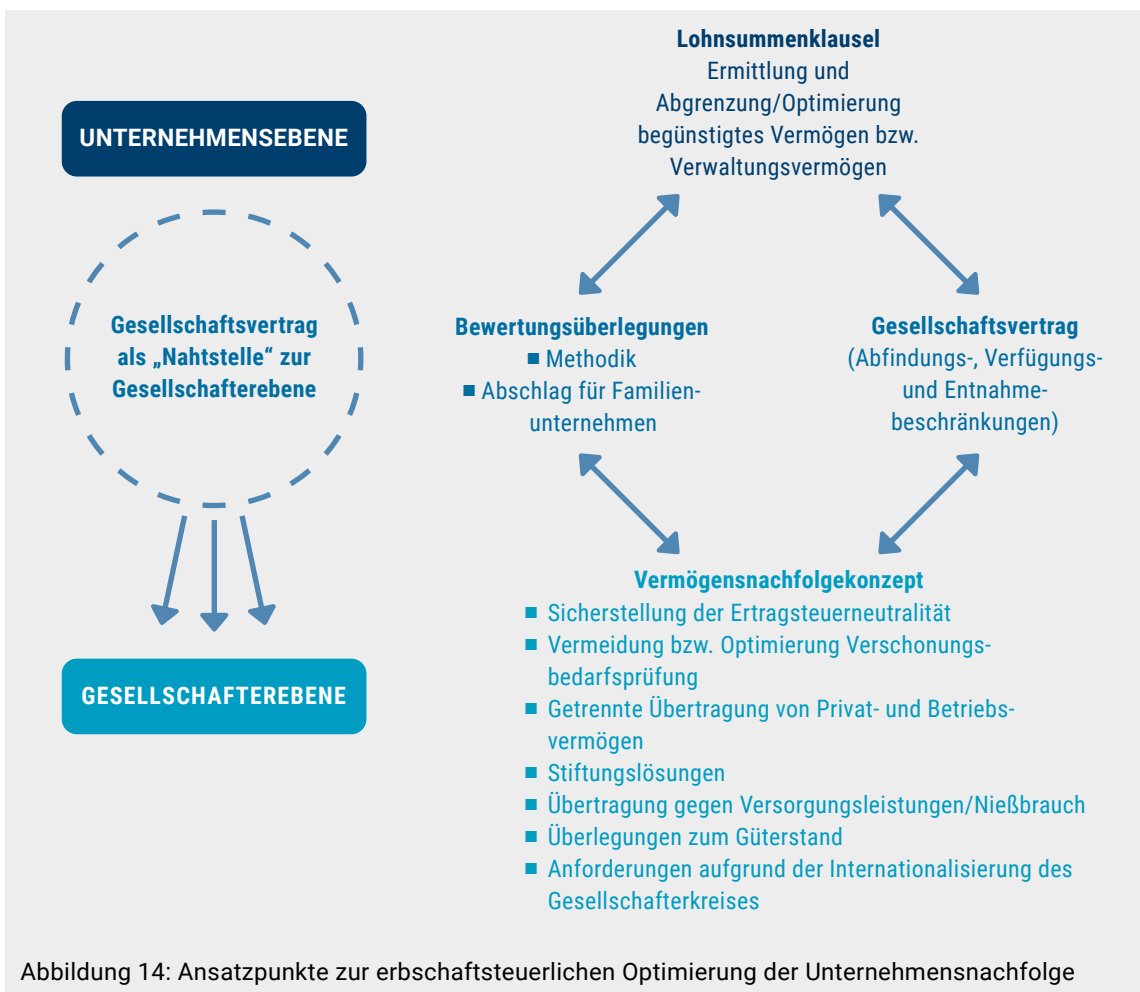 Lohnsummenklausel
Ermittlung und
Abgrenzung/Optimierung
begünstigtes Vermögen bzw.
Verwaltungsvermögen
UNTERNEHMENSEBENE
Gesellschaftsvertrag
als „Nahtstelle“ zur
Gesellschafterebene
Bewertungsüberlegungen
■ Methodik
■ Abschlag für Familien-
unternehmen
Gesellschaftsvertrag
(Abfindungs-, Verfügungs-
und Entnahme-
beschränkungen)
GESELLSCHAFTEREBENE
Vermögensnachfolgekonzept
■ Sicherstellung der Ertragsteuerneutralität
■ Vermeidung bzw. Optimierung Verschonungs-
bedarfsprüfung
■ Getrennte Übertragung von Privat- und Betriebs-
vermögen
■ Stiftungslösungen
■ Übertragung gegen Versorgungsleistungen/Nießbrauch
■ Überlegungen zum Güterstand
■ Anforderungen aufgrund der Internationalisierung des
Gesellschafterkreises
Abbildung 14: Ansatzpunkte zur erbschaftsteuerlichen Optimierung der Unternehmensnachfolge